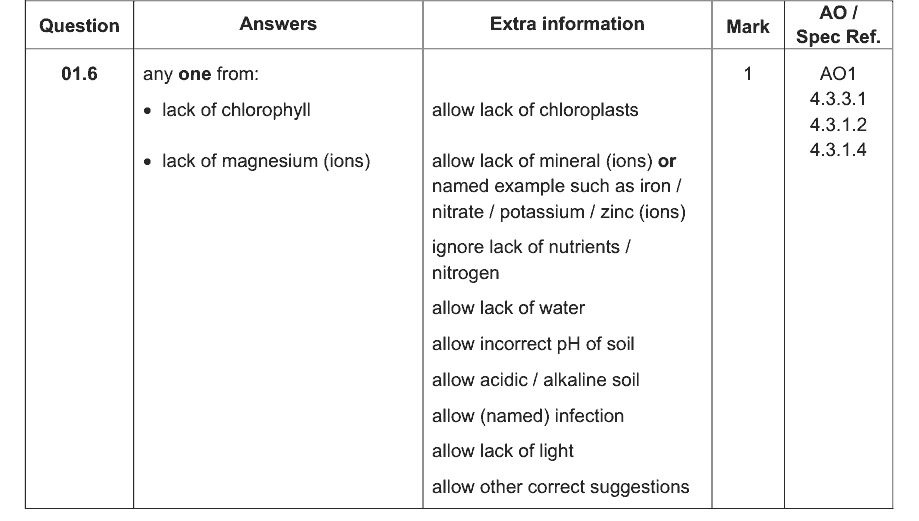 Question Answers Extra information Mark AO / Spec Ref.
01.6 any one from: 1 AO1
• lack of chlorophyll allow lack of chloroplasts 4.3.3.1
4.3.1.2
• lack of magnesium (ions) allow lack of mineral (ions) or 4.3.1.4
named example such as iron /
nitrate / potassium / zinc (ions)
ignore lack of nutrients /
nitrogen
allow lack of water
allow incorrect pH of soil
allow acidic / alkaline soil
allow (named) infection
allow lack of light
allow other correct suggestions